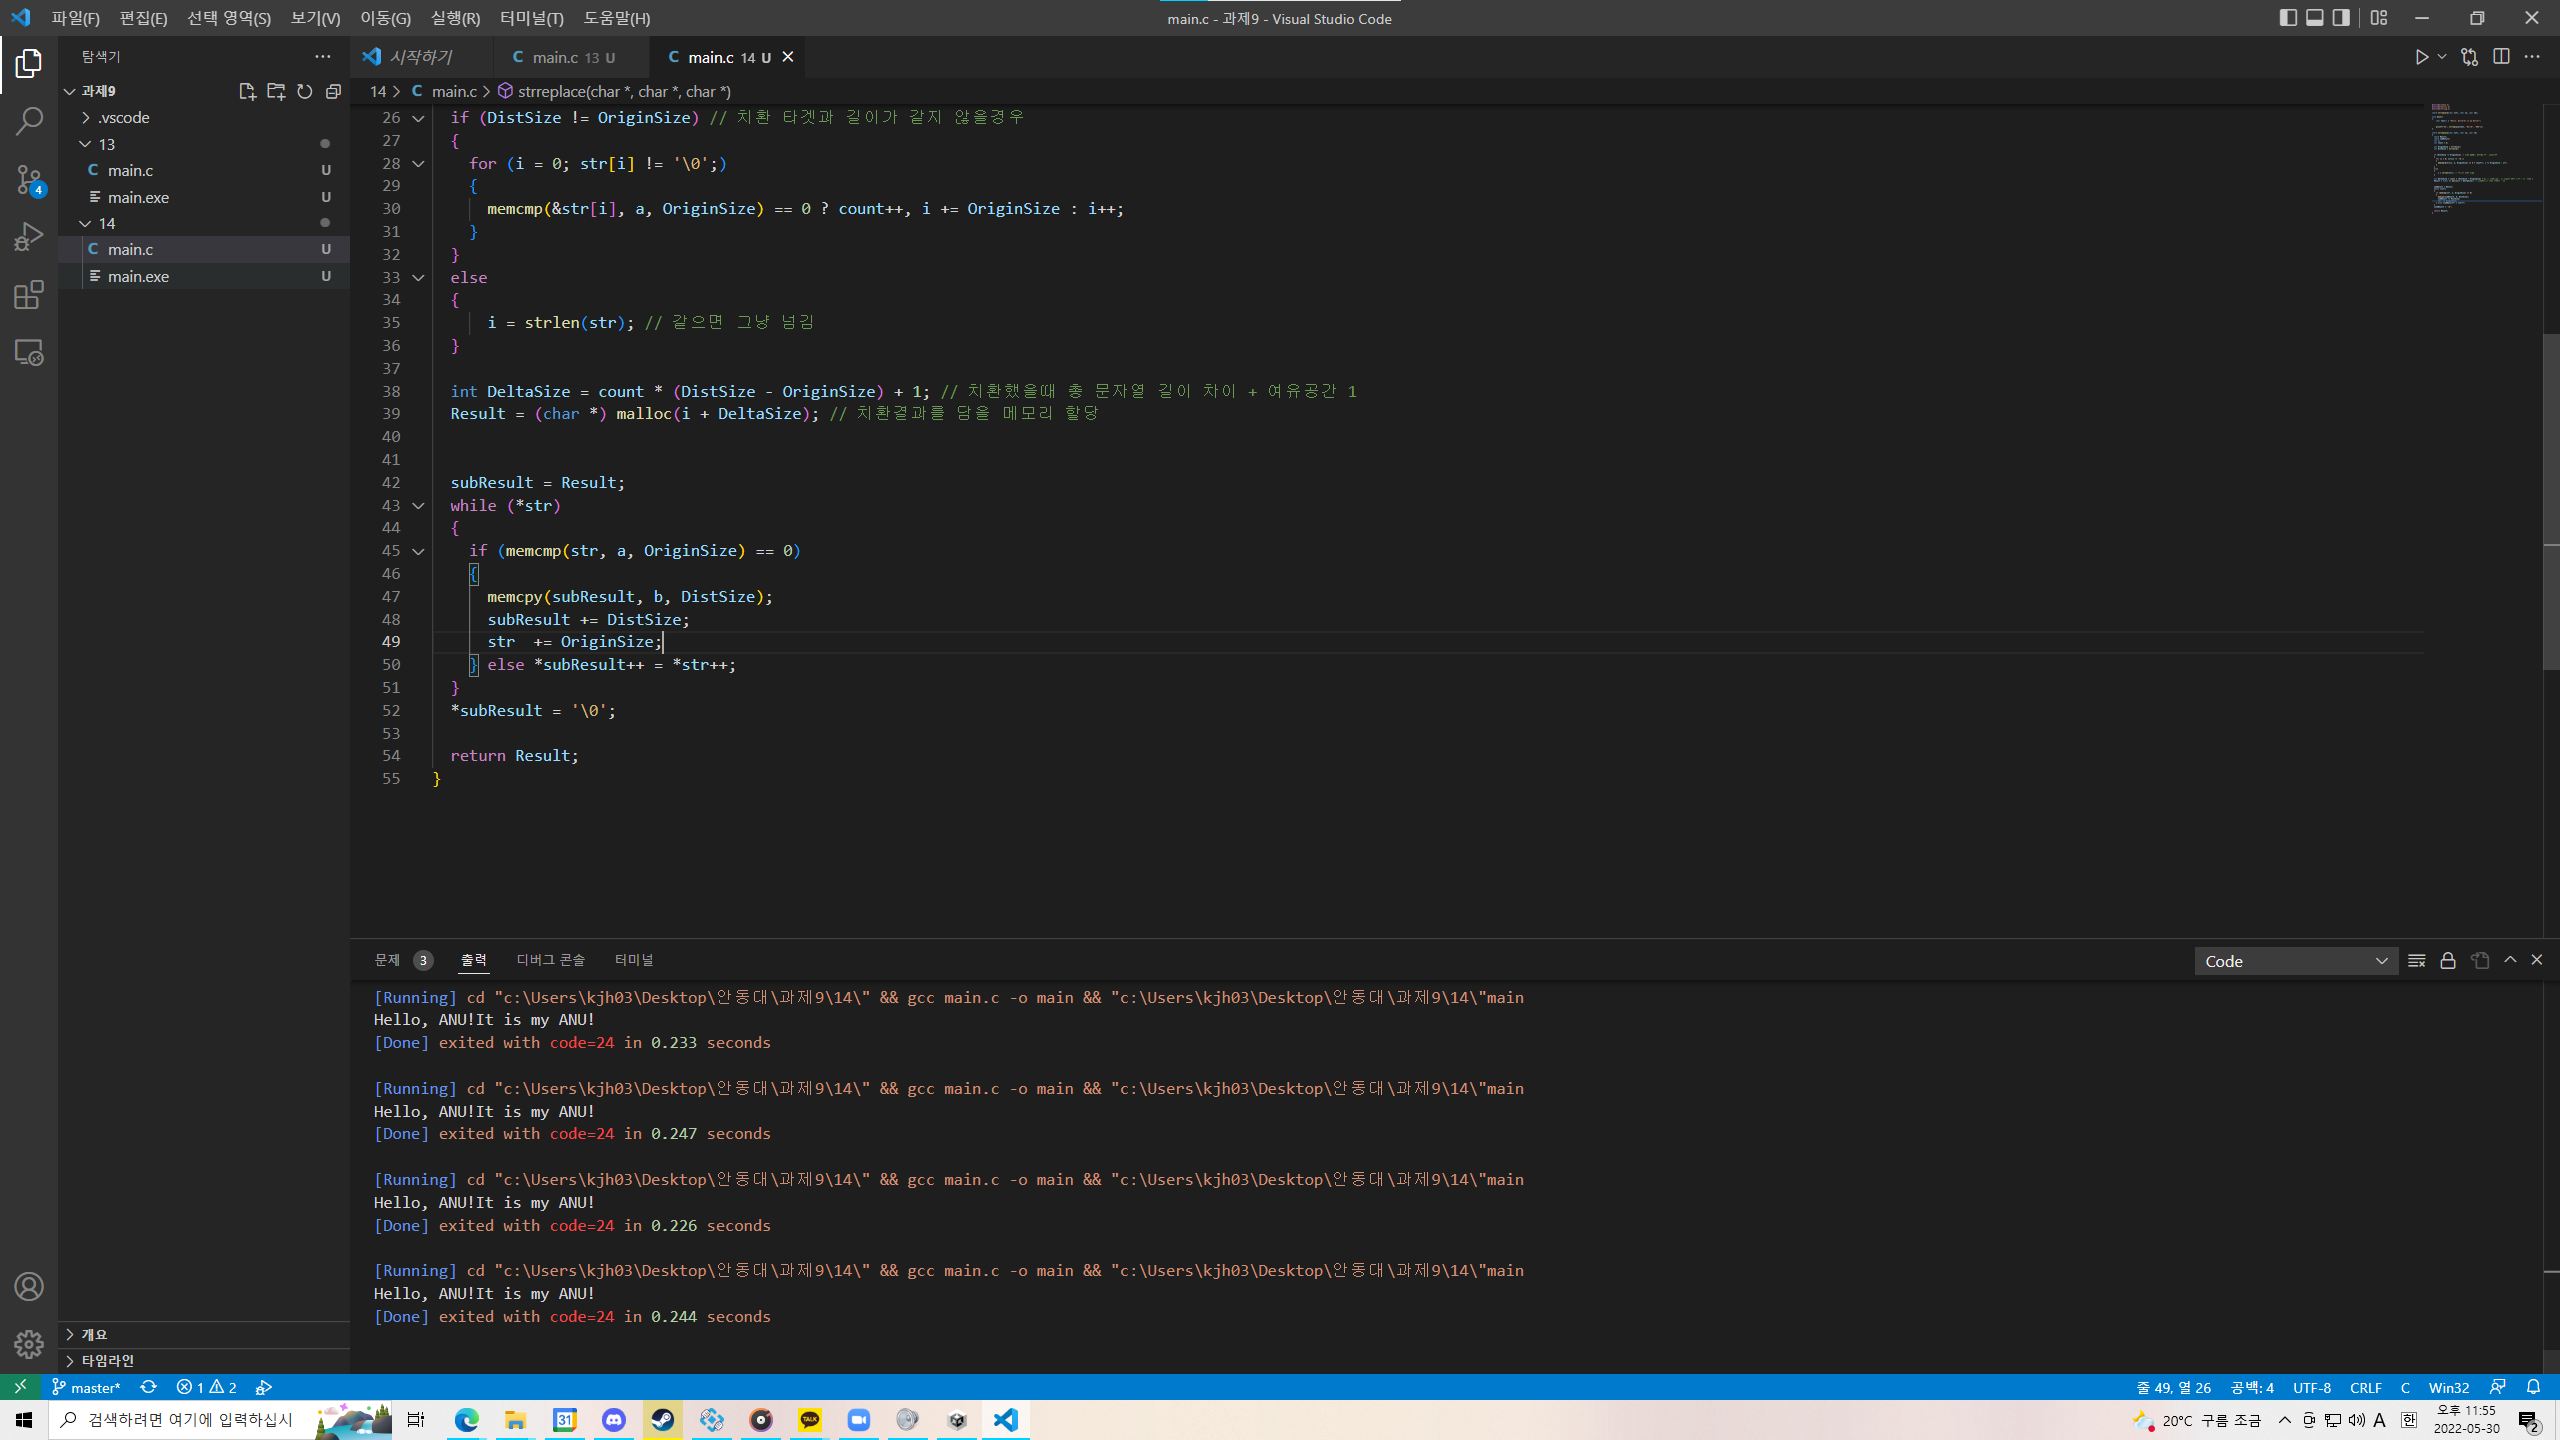 파일(F) 편집(E) 선택 영역(S) 보기(V) 이동(G) 실행(R) 터미널(T) 도움말(H)
main.c - 과제9 - Visual Studio Code
탐색기
시작하기
main.c 13 U
main.c 14 U
과제9
14 > C main.c > strreplace(char *, char *, char *)
.vscode
13
main.c U
main.exe U
14
main.c U
main.exe U
4
26 if (DistSize != OriginSize) // 치환 타겟과 길이가 같지 않을경우
27 {
28 for (i = 0; str[i] != '\0';)
29 {
30 memcmp(&str[i], a, OriginSize) == 0 ? count++, i += OriginSize : i++;
31 }
32 }
33 else
34 {
35 i = strlen(str); // 같으면 그냥 넘김
36 }
37
38 int DeltaSize = count * (DistSize - OriginSize) + 1; // 치환했을때 총 문자열 길이 차이 + 여유공간 1
39 Result = (char *) malloc(i + DeltaSize); // 치환결과를 담을 메모리 할당
40
41
42 subResult = Result;
43 while (*str)
44 {
45 if (memcmp(str, a, OriginSize) == 0)
46 {
47 memcpy(subResult, b, DistSize);
48 subResult += DistSize;
49 str  += OriginSize;
50 } else *subResult++ = *str++;
51 }
52 *subResult = '\0';
53
54 return Result;
55 }
문제 3 출력 디버그 콘솔 터미널
Code
[Running] cd "c:\Users\kjh03\Desktop\안동대\과제9\14\" && gcc main.c -o main && "c:\Users\kjh03\Desktop\안동대\과제9\14\"main
Hello, ANU!It is my ANU!
[Done] exited with code=24 in 0.233 seconds
[Running] cd "c:\Users\kjh03\Desktop\안동대\과제9\14\" && gcc main.c -o main && "c:\Users\kjh03\Desktop\안동대\과제9\14\"main
Hello, ANU!It is my ANU!
[Done] exited with code=24 in 0.247 seconds
[Running] cd "c:\Users\kjh03\Desktop\안동대\과제9\14\" && gcc main.c -o main && "c:\Users\kjh03\Desktop\안동대\과제9\14\"main
Hello, ANU!It is my ANU!
[Done] exited with code=24 in 0.226 seconds
[Running] cd "c:\Users\kjh03\Desktop\안동대\과제9\14\" && gcc main.c -o main && "c:\Users\kjh03\Desktop\안동대\과제9\14\"main
Hello, ANU!It is my ANU!
[Done] exited with code=24 in 0.244 seconds
개요
타임라인
master* 1 2
줄 49, 열 26 공백: 4 UTF-8 CRLF C Win32
검색하려면 여기에 입력하십시
31
TALK
20°C 구름 조금
A 한
오후 11:55
2022-05-30
2